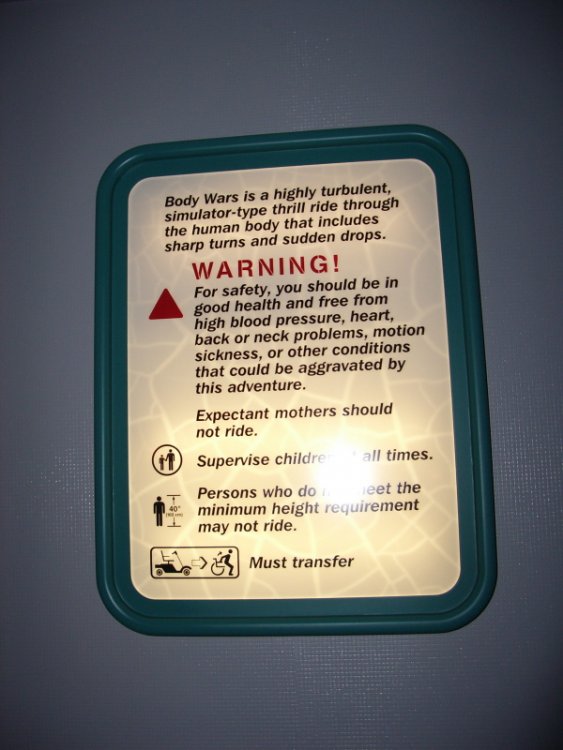 Body Wars is a highly turbulent,
simulator-type thrill ride through
the human body that includes
sharp turns and sudden drops.
WARNING!
For safety, you should be in
good health and free from
high blood pressure, heart,
back or neck problems, motion
sickness, or other conditions
that could be aggravated by
this adventure.
Expectant mothers should
not ride.
Supervise children all times.
Persons who do meet the
40"
minimum height requirement
may not ride.
Must transfer